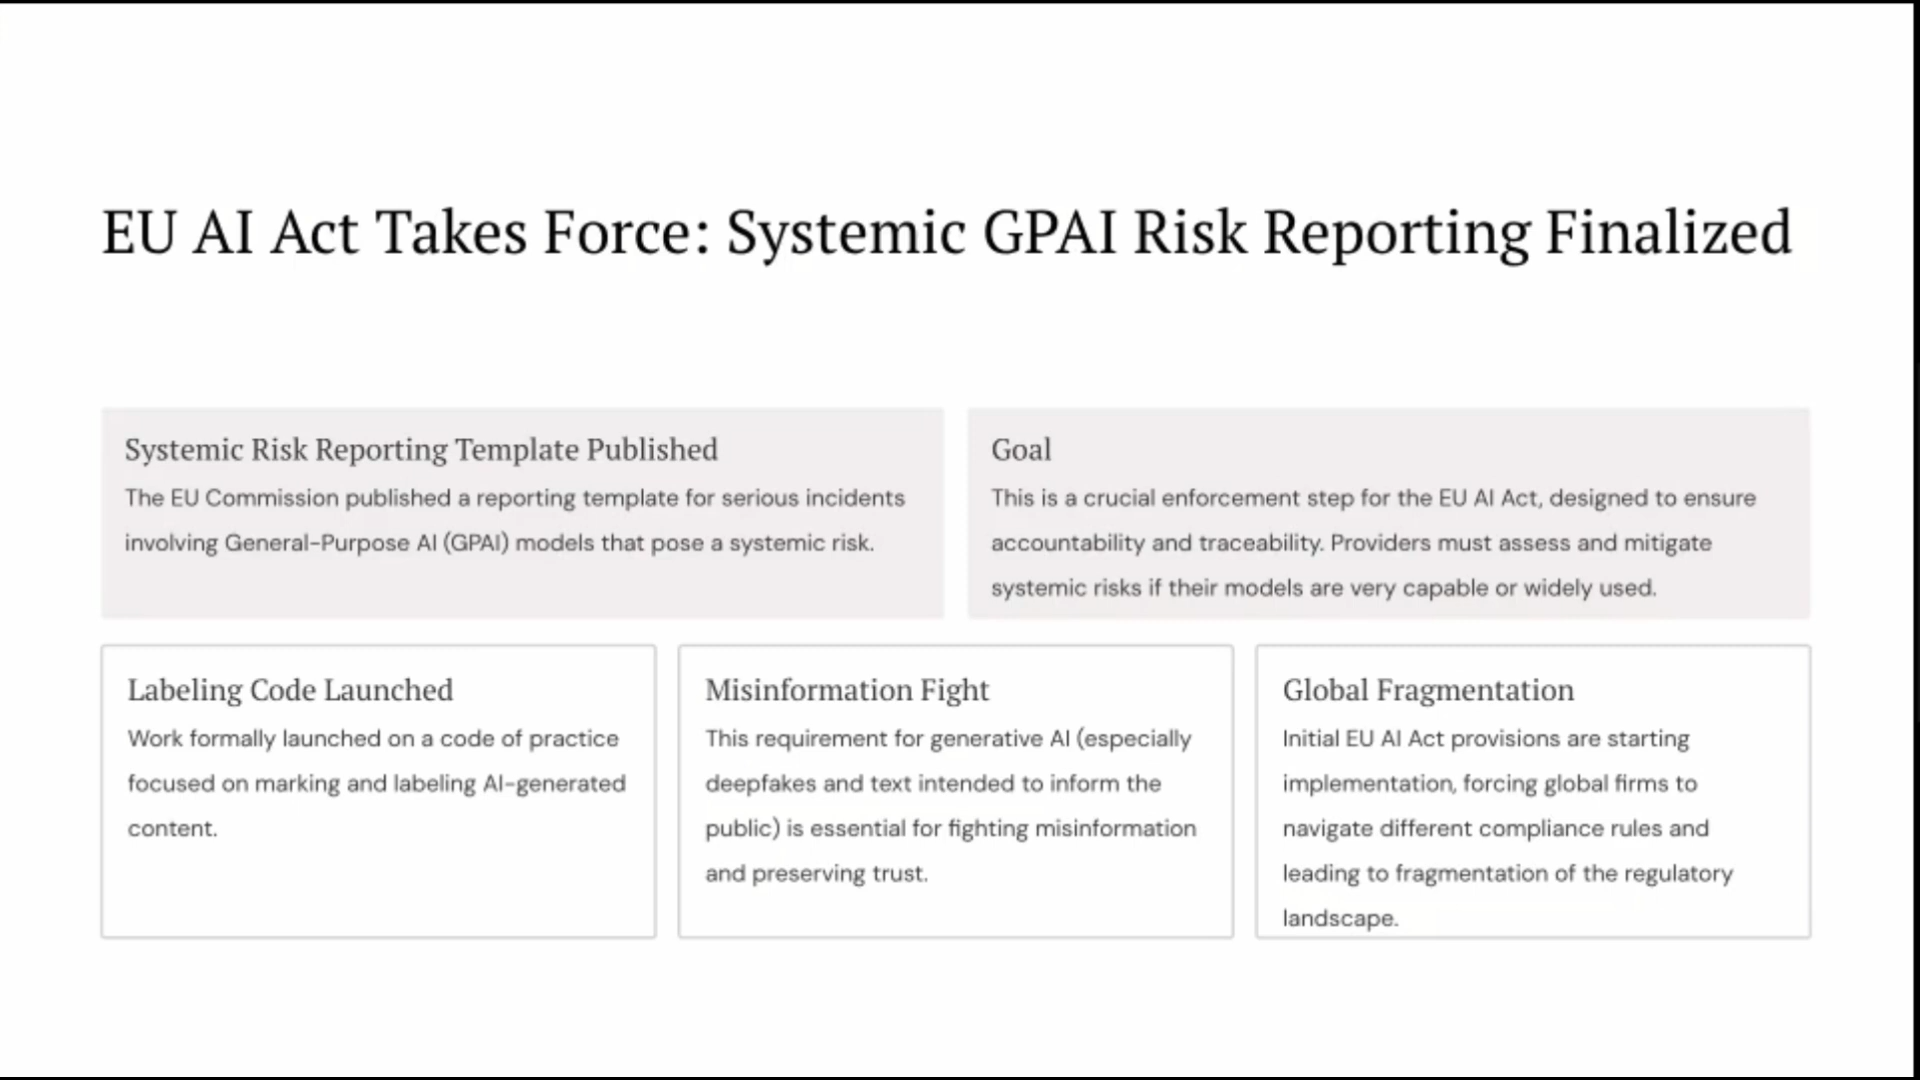 EU AI Act Takes Force: Systemic GPAI Risk Reporting Finalized
Systemic Risk Reporting Template Published
The EU Commission published a reporting template for serious incidents
involving General-Purpose AI (GPAI) models that pose a systemic risk.
Goal
This is a crucial enforcement step for the EU AI Act, designed to ensure
accountability and traceability. Providers must assess and mitigate
systemic risks if their models are very capable or widely used.
Labeling Code Launched
Work formally launched on a code of practice
focused on marking and labeling AI-generated
content.
Misinformation Fight
This requirement for generative AI (especially
deepfakes and text intended to inform the
public) is essential for fighting misinformation
and preserving trust.
Global Fragmentation
Initial EU AI Act provisions are starting
implementation, forcing global firms to
navigate different compliance rules and
leading to fragmentation of the regulatory
landscape.